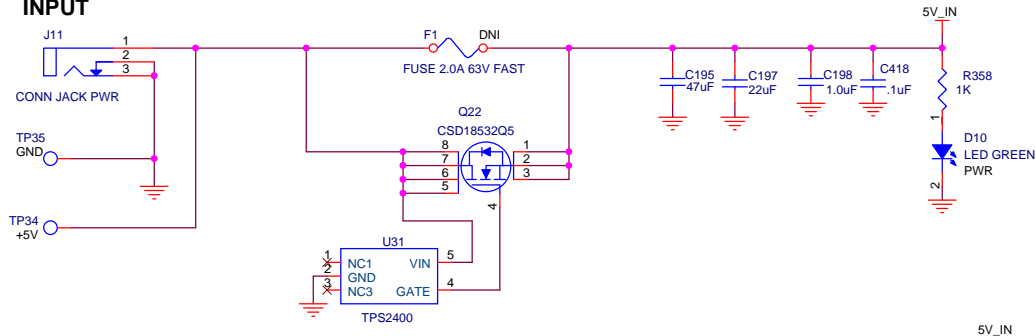 INPUT
5V_IN
J11
1
2
3
CONN JACK PWR
F1
DNI
FUSE 2.0A 63V FAST
C195
47uF
C197
22uF
C198
1.0uF
C418
.1uF
R358
1K
Q22
CSD18532Q5
8
7
6
5
1
2
3
4
TP35
GND
1
D10
LED GREEN
PWR
2
TP34
+5V
U31
1
2
3
NC1
GND
NC3
VIN
GATE
5
4
TPS2400
5V_IN